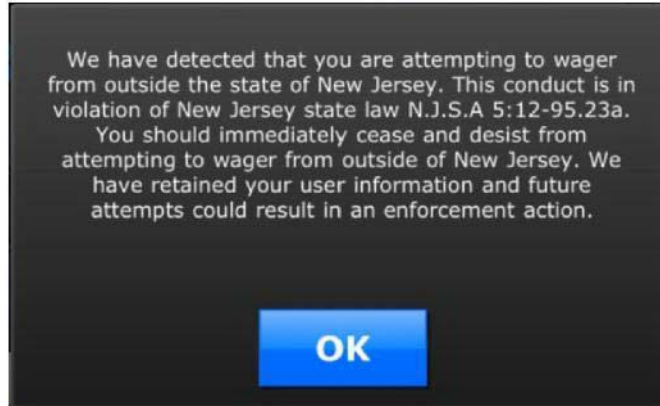 We have detected that you are attempting to wager
from outside the state of New Jersey. This conduct is in
violation of New Jersey state law N.J.S.A 5:12-95.23a.
You should immediately cease and desist from
attempting to wager from outside of New Jersey. We
have retained your user information and future
attempts could result in an enforcement action.
OK